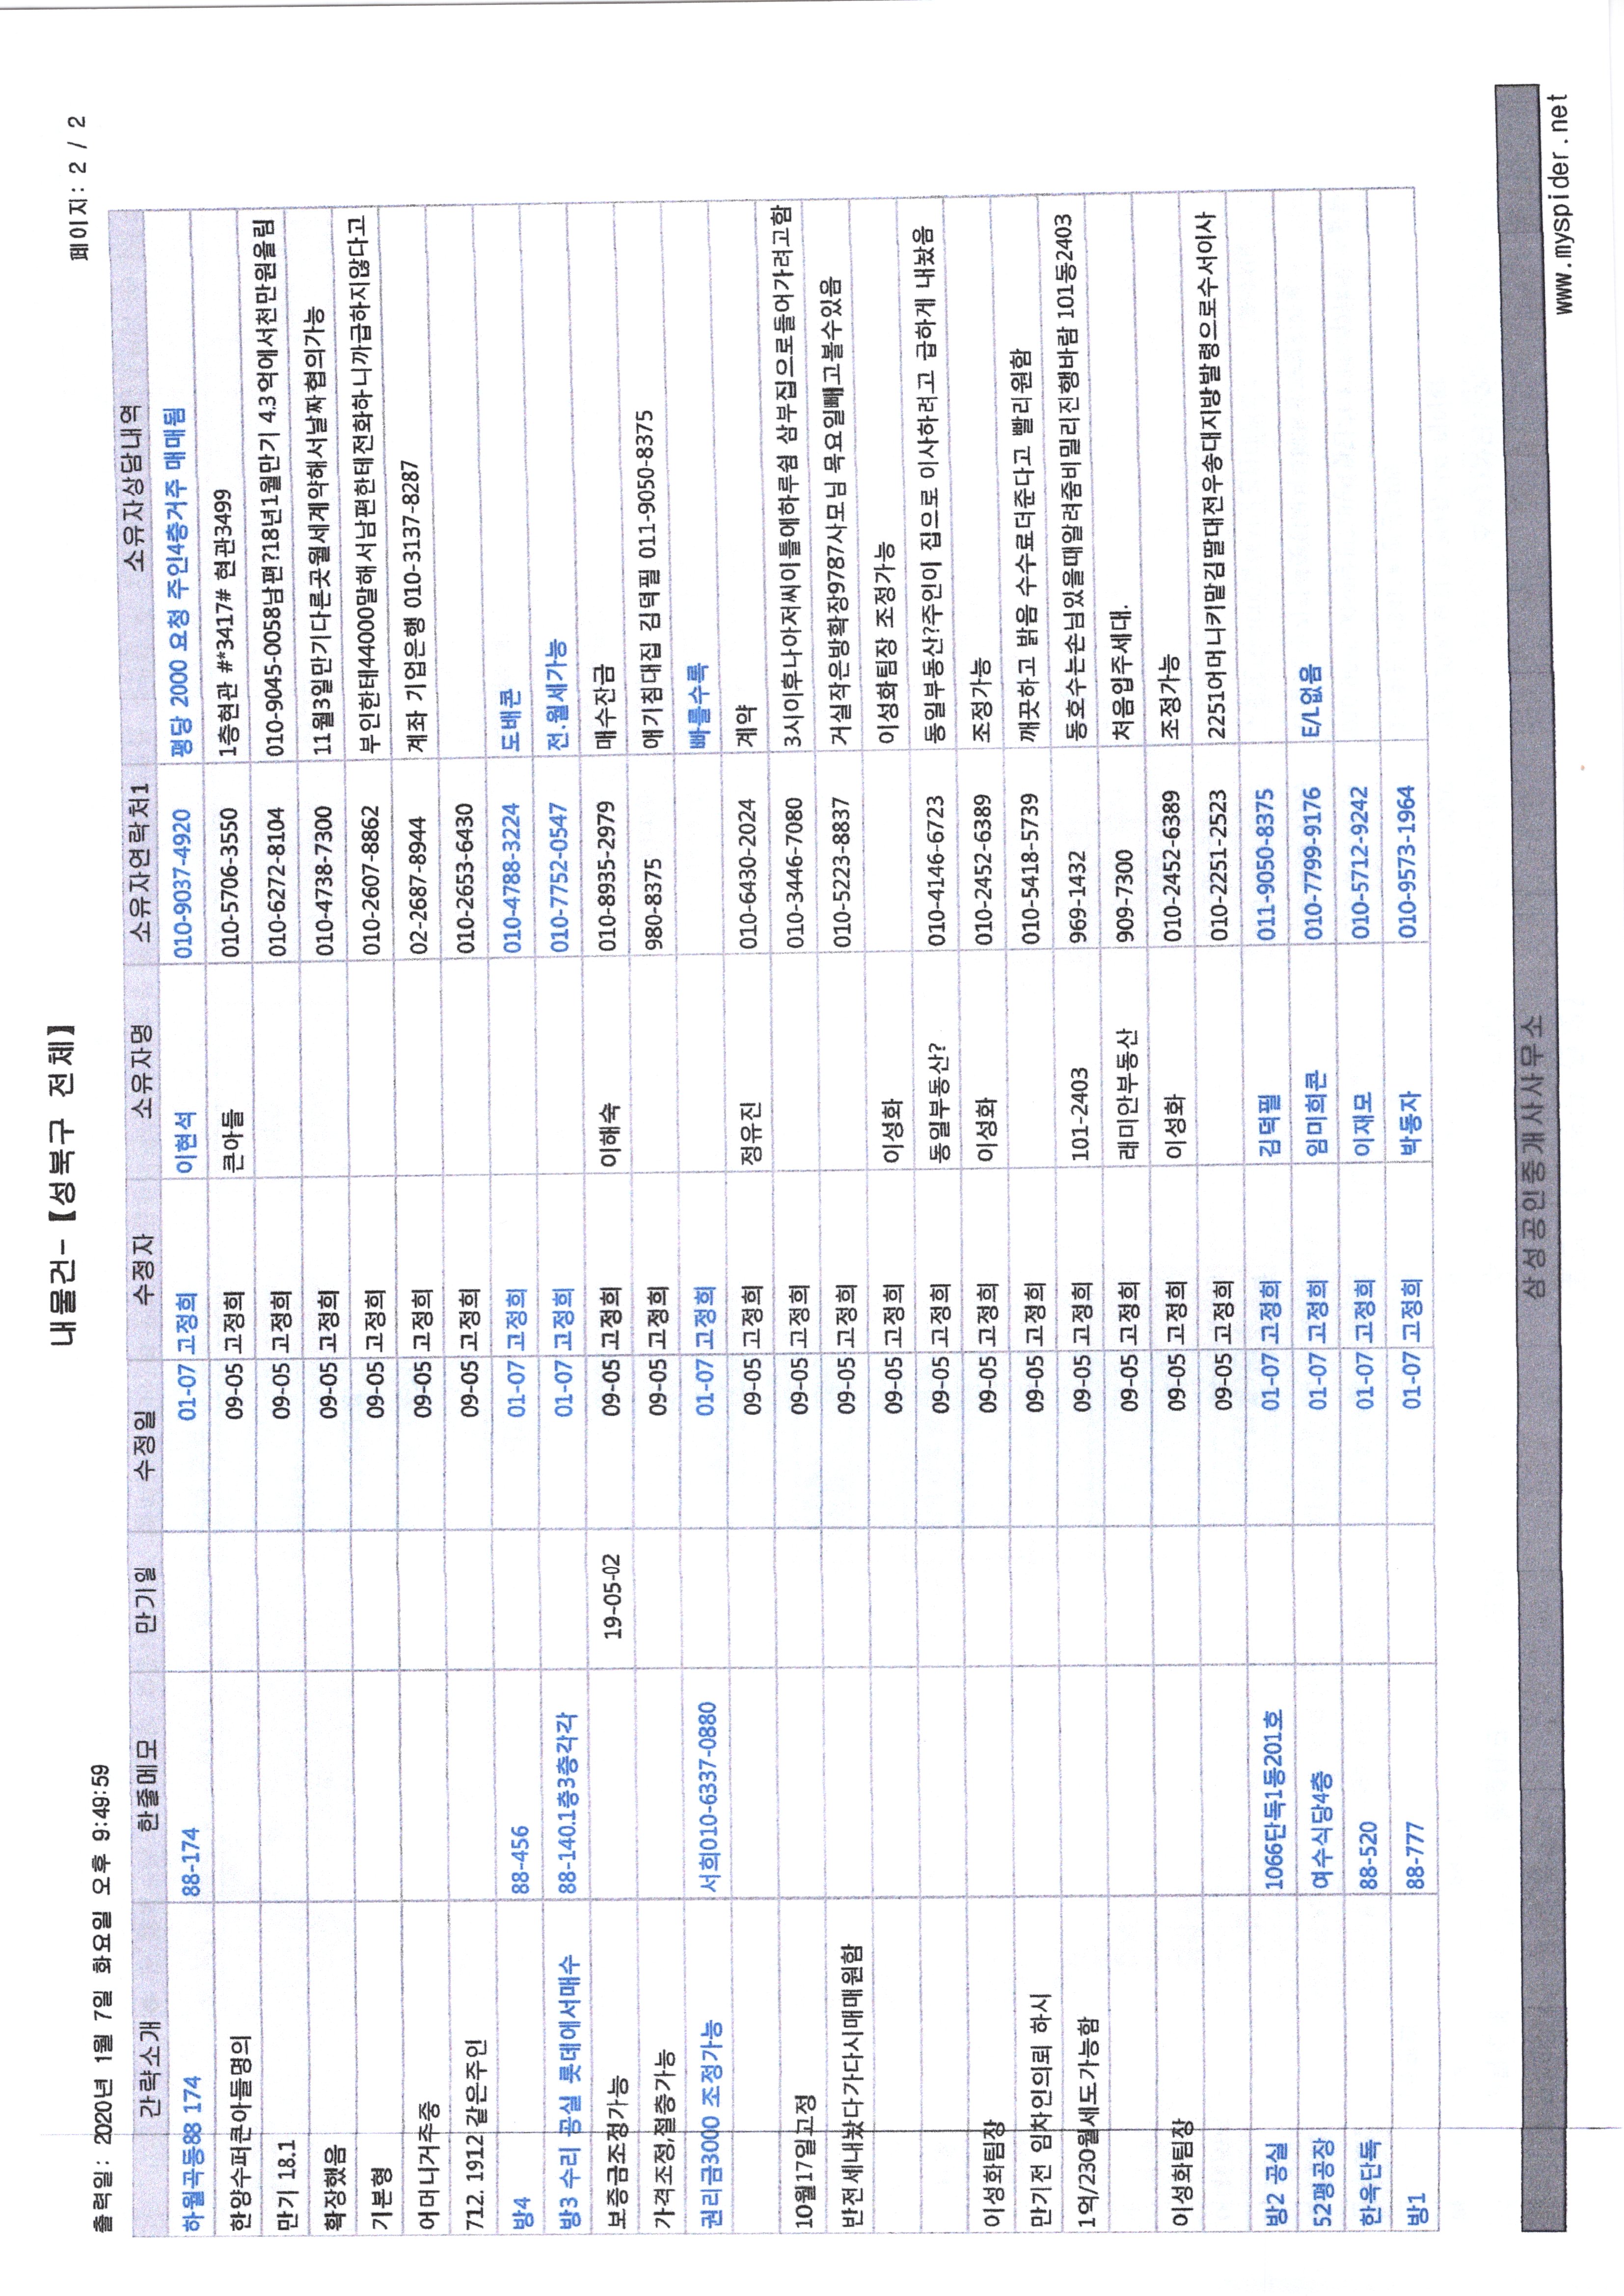 내물건-【성북구 전체】
출력일: 2020년 1월 7일 화요일 오후 9:49:59
페이지: 2 / 2
간략소개 한줄메모 만기일 수정일 수정자 소유자명 소유자연락처1 소유자상담내역
하월곡동88 174 88-174 01-07 고정희 이현석 010-9037-4920 평당 2000 요청 주인4층거주 매매됨
한양수퍼큰아들명의 09-05 고정희 큰아들 010-5706-3550 1층현관 #*3417# 현관3499
만기 18.1 09-05 고정희 010-6272-8104 010-9045-0058남편?18년1월만기 4.3억에서천만원올림
확장했음 09-05 고정희 010-4738-7300 11월3일만기다른곳월세계약해서날짜협의가능
기본형 09-05 고정희 010-2607-8862 부인한테44000말해서남편한테전화하니까급하지않다고
어머니거주중 09-05 고정희 02-2687-8944 계좌 기업은행 010-3137-8287
712. 1912 같은주인 09-05 고정희 010-2653-6430
방4 88-456 01-07 고정희 010-4788-3224 도배콘
방3 수리 공실 롯데에서매수 88-140.1층3층각각 01-07 고정희 010-7752-0547 전.월세가능
보증금조정가능 19-05-02 09-05 고정희 이해숙 010-8935-2979 매수잔금
가격조정,절충가능 09-05 고정희 980-8375 얘기침대집 김덕필 011-9050-8375
권리금3000 조정가능 서희010-6337-0880 01-07 고정희 빠를수록
09-05 고정희 정유진 010-6430-2024 계약
10월17일고정 09-05 고정희 010-3446-7080 3시이후나아저씨이틀에하루쉼 삼부집으로들어가려고함
반전세내놨다가다시매매원함 09-05 고정희 010-5223-8837 거실작은방확장9787사모님 목요일빼고볼수있음
09-05 고정희 이성화 이성화팀장 조정가능
09-05 고정희 동일부동산? 010-4146-6723 동일부동산?주인이 집으로 이사하려고 급하게 내놨음
이성화팀장 09-05 고정희 이성화 010-2452-6389 조정가능
만기전 임차인의뢰 하시 09-05 고정희 010-5418-5739 깨끗하고 밝음 수수료더준다고 빨리원함
1억/230월세도가능함 09-05 고정희 101-2403 969-1432 동호수는손님있을때알려줌비밀리진행바람 101동2403
09-05 고정희 래미안부동산 909-7300 처음입주세대.
이성화팀장 09-05 고정희 이성화 010-2452-6389 조정가능
09-05 고정희 010-2251-2523 2251어머니키맡김딸대전우송대지방발령으로수서이사
방2 공실 1066단독1동201호 01-07 고정희 김덕필 011-9050-8375
52평공장 여수식당4층 01-07 고정희 임미희콘 010-7799-9176 E/L없음
한옥단독 88-520 01-07 고정희 이재모 010-5712-9242
방1 88-777 01-07 고정희 박동자 010-9573-1964
삼성공인중개사사무소
www.myspider.net